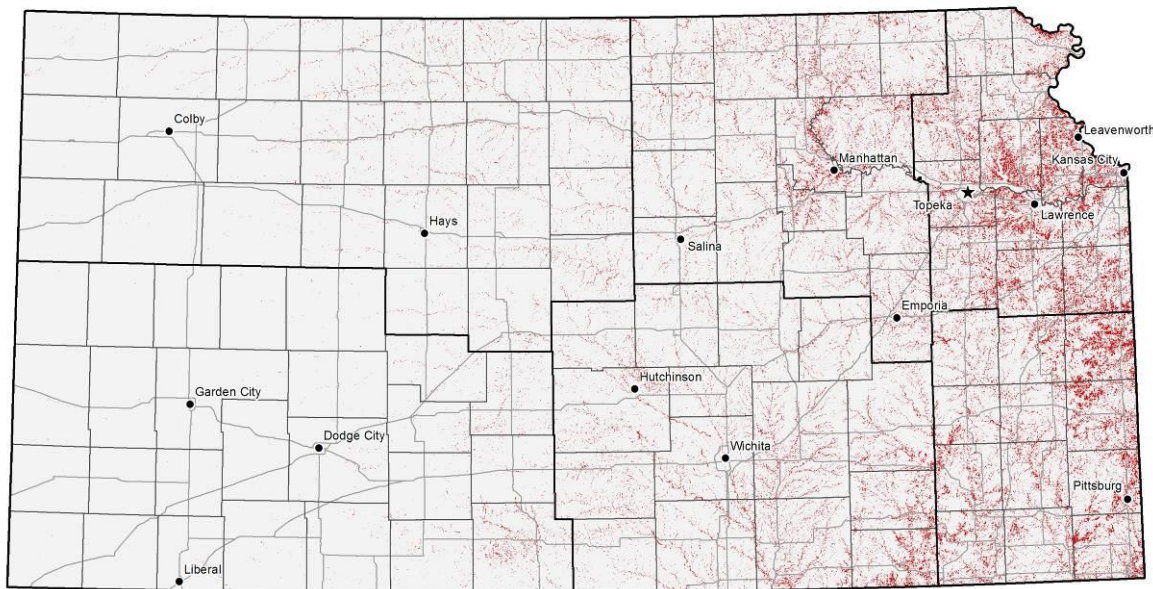 Colby
Leavenworth
Manhattan
Kansas City
Topeka
Lawrence
Hays
Salina
Emporia
Hutchinson
Garden City
Dodge City
Wichita
Pittsburg
Liberal